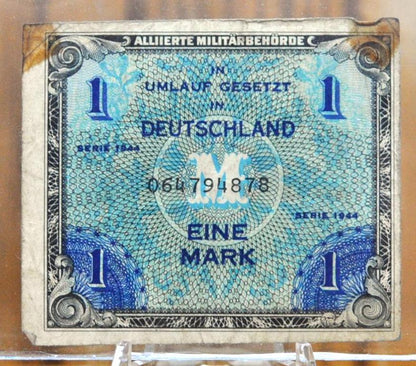 ALLIIERTE MILITÄRBEHÖRDE
1 IN 1
UMLAUF GESETZT
IN
DEUTSCHLAND
SERIE 1944
M
064794878
SERIE 1944
EINE
MARK
1 1